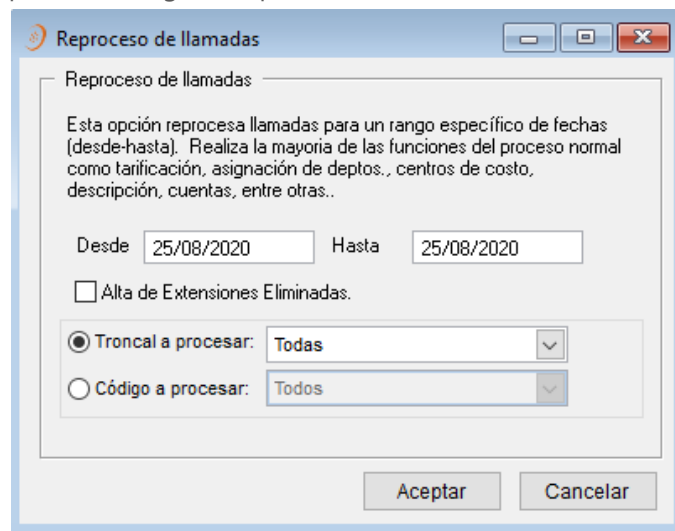 Reproceso de llamadas
Reproceso de llamadas
Esta opción reprocesa llamadas para un rango específico de fechas
(desde-hasta). Realiza la mayoria de las funciones del proceso normal
como tarificación, asignación de deptos., centros de costo,
descripción, cuentas, entre otras..
Desde 25/08/2020 Hasta 25/08/2020
Alta de Extensiones Eliminadas.
Troncal a procesar: Todas
Código a procesar: Todos
Aceptar Cancelar